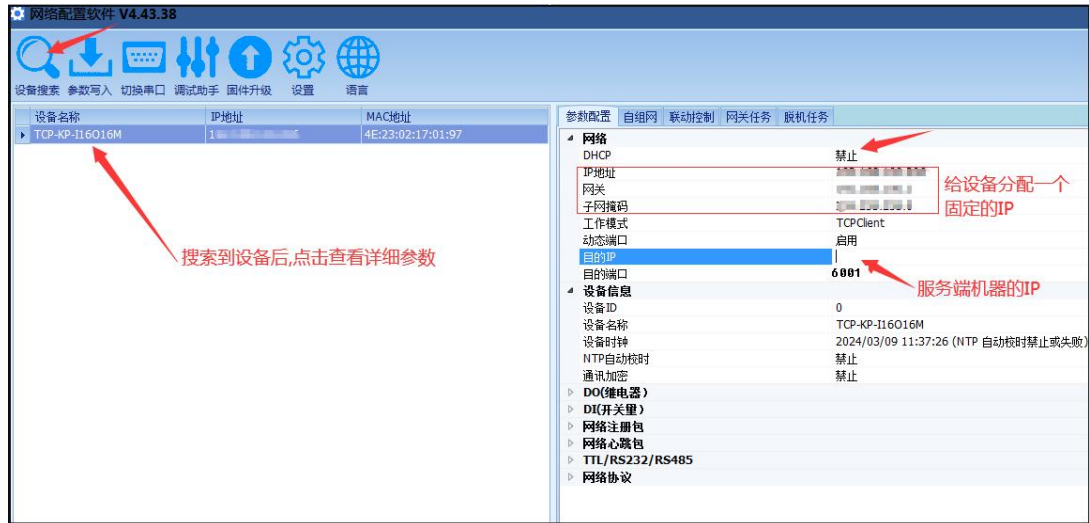 网络配置软件 V4.43.38
设备搜索 参数写入 切换串口 调试助手 固件升级 设置 语言
设备名称 IP地址 MAC地址
TCP-KP-I16O16M 4E:23:02:17:01:97
搜索到设备后,点击查看详细参数
参数配置 自组网 联动控制 网关任务 脱机任务
网络
DHCP 禁止
IP地址
网关
子网掩码
给设备分配一个
固定的IP
工作模式 TCPClient
动态端口 启用
目的IP
目的端口 6001
服务端机器的IP
设备信息
设备ID 0
设备名称 TCP-KP-I16O16M
设备时钟 2024/03/09 11:37:26 (NTP 自动校时禁止或失败)
NTP自动校时 禁止
通讯加密 禁止
DO(继电器)
DI(开关量)
网络注册包
网络心跳包
TTL/RS232/RS485
网络协议